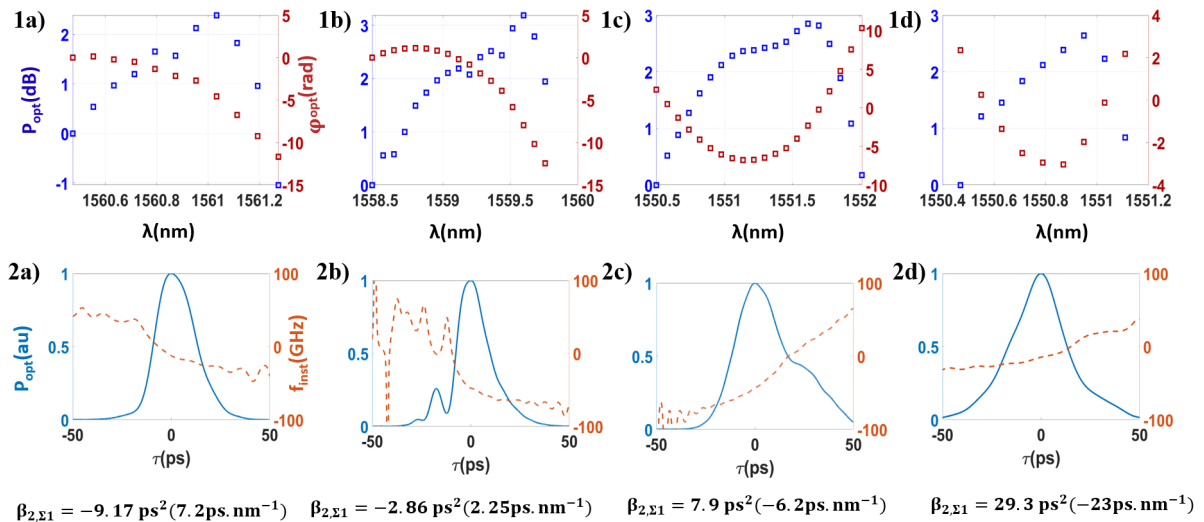 1a)
2
1
0
-1
5
0
-5
-10
-15
1560.6 1560.8 1561 1561.2
P_opt(dB)
φ^opt(rad)
λ(nm)
1b)
3
2
1
0
5
0
-5
-10
-15
1558.5 1559 1559.5 1560
λ(nm)
1c)
3
2
1
0
10
5
0
-5
-10
1550.5 1551 1551.5 1552
λ(nm)
1d)
3
2
1
0
4
2
0
-2
-4
1550.4 1550.6 1550.8 1551 1551.2
λ(nm)
2a)
1
0.5
0
100
0
-100
-50 0 50
P_opt(au)
f_inst(GHz)
τ(ps)
2b)
1
0.5
0
100
0
-100
-50 0 50
τ(ps)
2c)
1
0.5
0
100
0
-100
-50 0 50
τ(ps)
2d)
1
0.5
0
100
0
-100
-50 0 50
τ(ps)
β₂,Σ1 = −9.17 ps²(7.2ps.nm⁻¹)
β₂,Σ1 = −2.86 ps²(2.25ps.nm⁻¹)
β₂,Σ1 = 7.9 ps²(−6.2ps.nm⁻¹)
β₂,Σ1 = 29.3 ps²(−23ps.nm⁻¹)